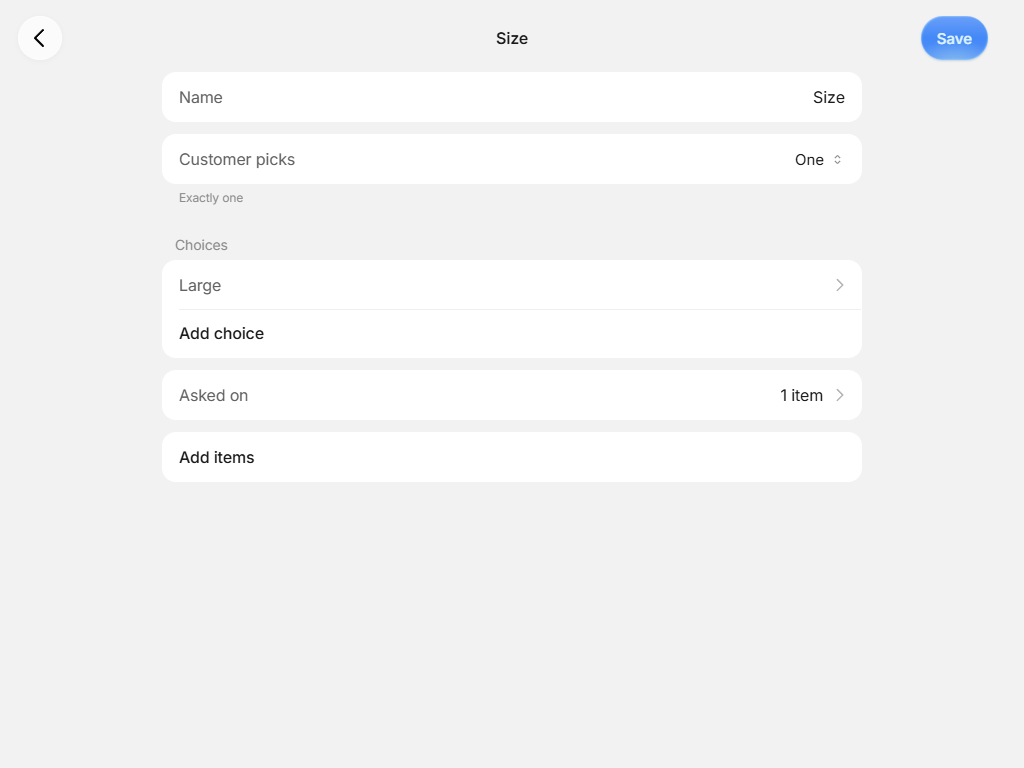 Size
Save
Name
Size
Customer picks
One
Exactly one
Choices
Large
Add choice
Asked on
1 item
Add items